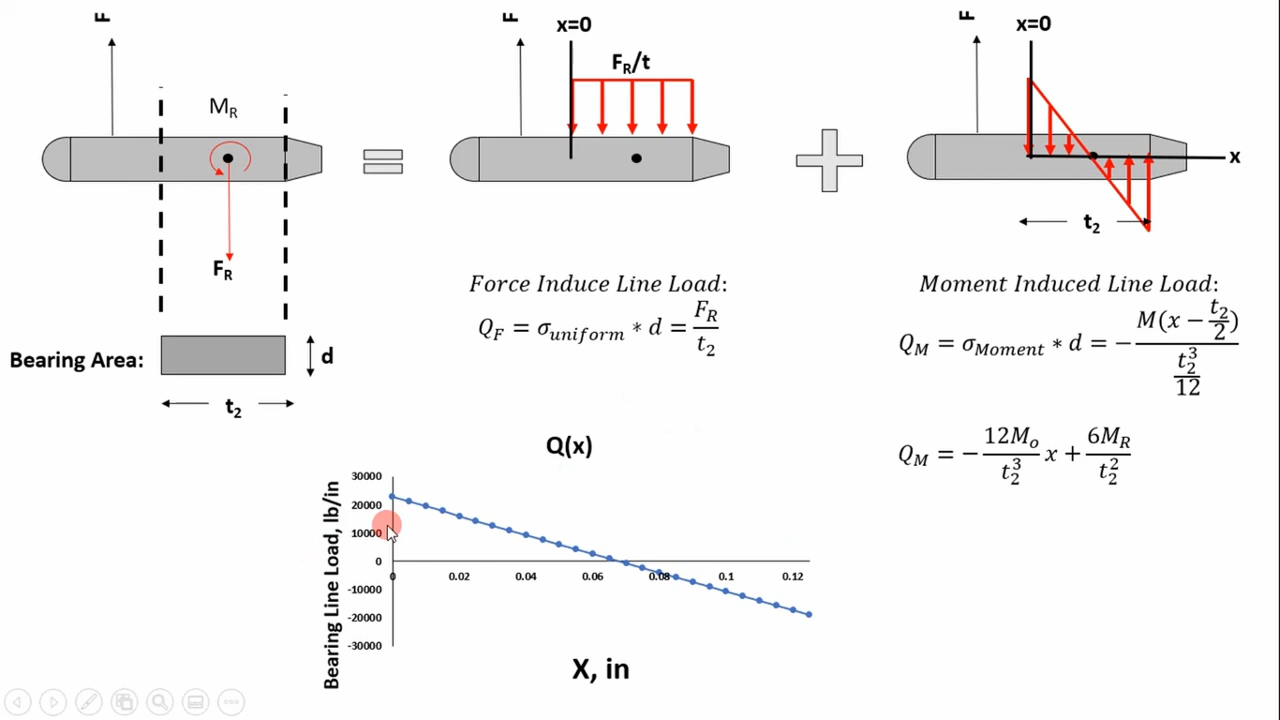 F
M_R
F_R
Bearing Area:
d
t_2
=
F
x=0
F_R/t
+
F
x=0
x
t_2
Force Induce Line Load:
Q_F = σ_uniform * d = F_R/t_2
Moment Induced Line Load:
Q_M = σ_Moment * d = - M(x - t_2/2)/(t_2^3/12)
Q_M = - 12M_o/t_2^3 x + 6M_R/t_2^2
Q(x)
Bearing Line Load, lb/in
30000
20000
10000
0
-10000
-20000
-30000
0 0.02 0.04 0.06 0.08 0.1 0.12
X, in